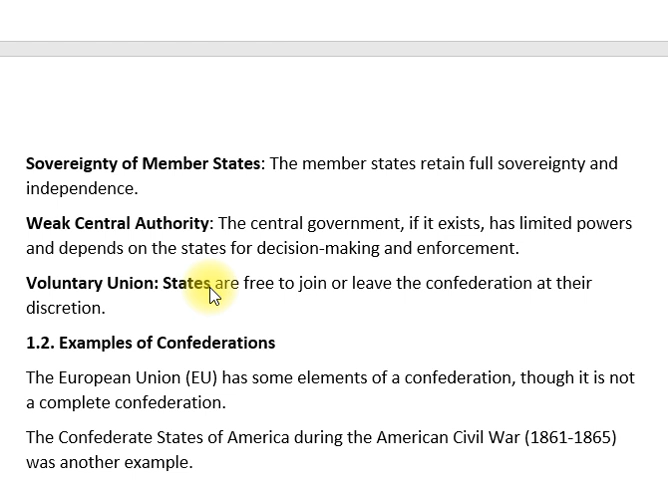 Sovereignty of Member States: The member states retain full sovereignty and
independence.
Weak Central Authority: The central government, if it exists, has limited powers
and depends on the states for decision-making and enforcement.
Voluntary Union: States are free to join or leave the confederation at their
discretion.
1.2. Examples of Confederations
The European Union (EU) has some elements of a confederation, though it is not
a complete confederation.
The Confederate States of America during the American Civil War (1861-1865)
was another example.